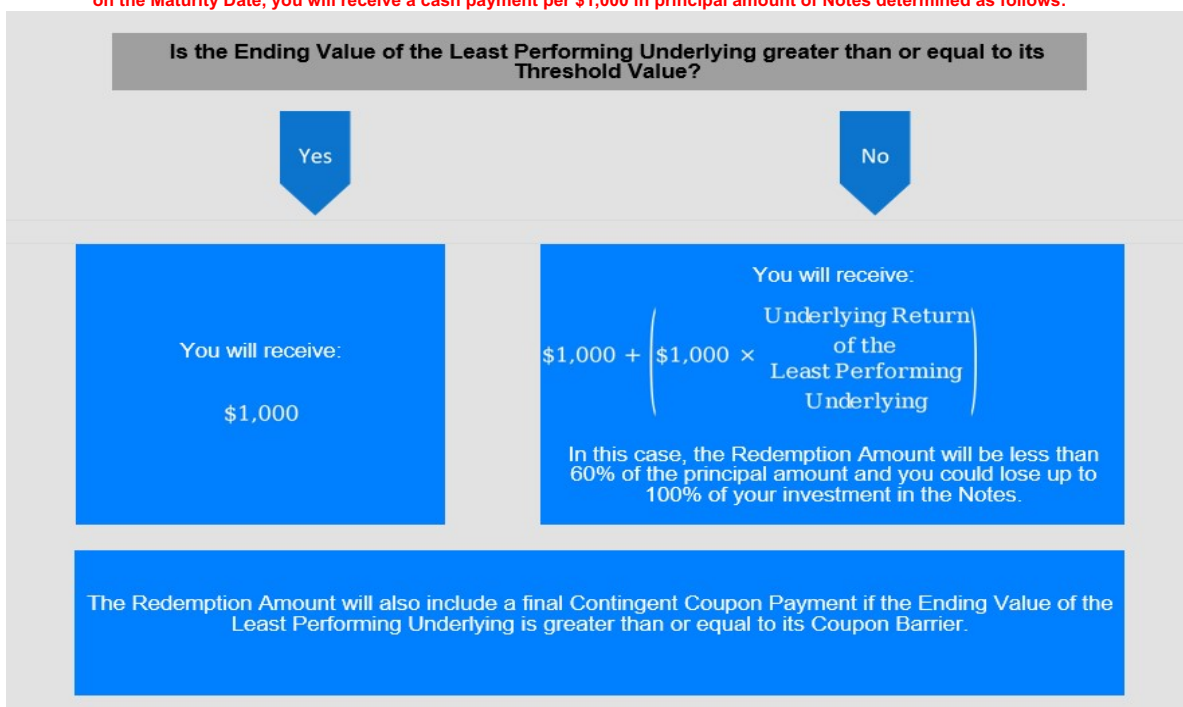 on the Maturity Date, you will receive a cash payment per $1,000 in principal amount of Notes determined as follows:
Is the Ending Value of the Least Performing Underlying greater than or equal to its
Threshold Value?
Yes
No
You will receive:
$1,000
You will receive:
$1,000 + ($1,000 × Underlying Return
of the
Least Performing
Underlying)
In this case, the Redemption Amount will be less than
60% of the principal amount and you could lose up to
100% of your investment in the Notes.
The Redemption Amount will also include a final Contingent Coupon Payment if the Ending Value of the
Least Performing Underlying is greater than or equal to its Coupon Barrier.